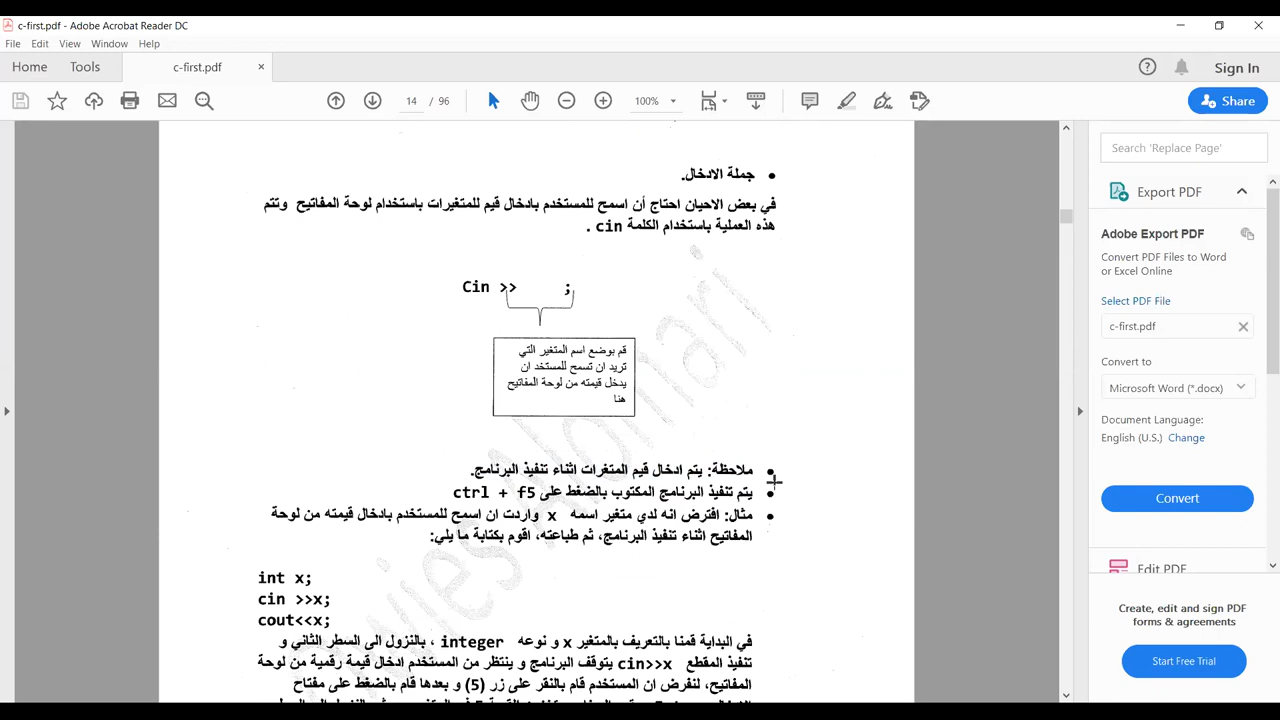 c-first.pdf - Adobe Acrobat Reader DC
File Edit View Window Help
Home Tools c-first.pdf Sign In
14 / 96 100% Share
جملة الادخال.
في بعض الاحيان احتاج أن اسمح للمستخدم بادخال قيم للمتغيرات باستخدام لوحة المفاتيح وتتم
هذه العملية باستخدام الكلمة cin .
Cin >> ;
قم بوضع اسم المتغير التي
تريد ان تسمح للمستخد ان
يدخل قيمته من لوحة المفاتيح
هنا
ملاحظة: يتم ادخال قيم المتغرات اثناء تنفيذ البرنامج.
يتم تنفيذ البرنامج المكتوب بالضغط على ctrl + f5
مثال: افترض انه لدي متغير اسمه x واردت ان اسمح للمستخدم بادخال قيمته من لوحة
المفاتيح اثناء تنفيذ البرنامج، ثم طباعته، اقوم بكتابة ما يلي:
int x;
cin >>x;
cout<<x;
في البداية قمنا بالتعريف بالمتغير x و نوعه integer ، بالنزول الى السطر الثاني و
تنفيذ المقطع cin>>x يتوقف البرنامج و ينتظر من المستخدم ادخال قيمة رقمية من لوحة
المفاتيح، لنفرض ان المستخدم قام بالنقر على زر (5) و بعدها قام بالضغط على مفتاح
Search 'Replace Page'
Export PDF
Adobe Export PDF
Convert PDF Files to Word
or Excel Online
Select PDF File
c-first.pdf
Convert to
Microsoft Word (*.docx)
Document Language:
English (U.S.) Change
Convert
Edit PDF
Create, edit and sign PDF
forms & agreements
Start Free Trial